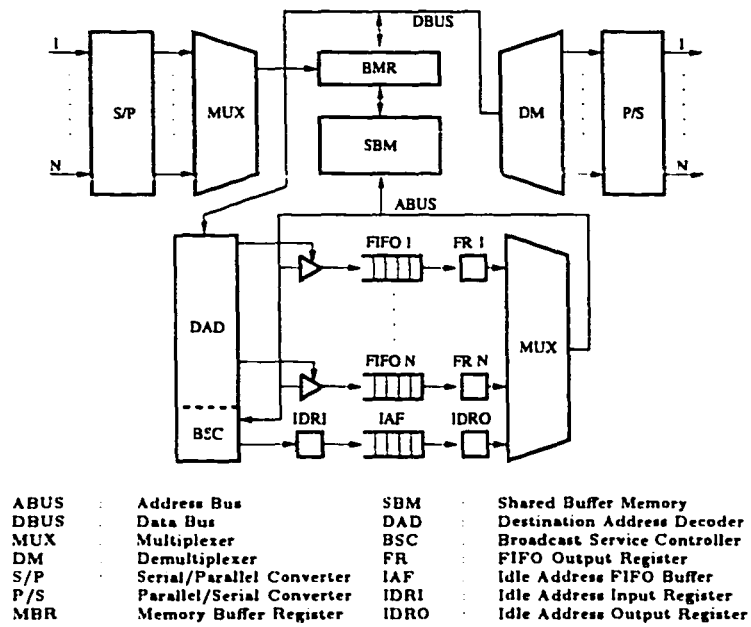 DBUS
I
I
BMR
S/P
MUX
DM
P/S
SBM
N
N
ABUS
FIFO I
FR I
DAD
MUX
FIFO N
FR N
BSC
IDRI
IAF
IDRO
ABUS : Address Bus
DBUS : Data Bus
MUX : Multiplexer
DM : Demultiplexer
S/P : Serial/Parallel Converter
P/S : Parallel/Serial Converter
MBR : Memory Buffer Register
SBM : Shared Buffer Memory
DAD : Destination Address Decoder
BSC : Broadcast Service Controller
FR : FIFO Output Register
IAF : Idle Address FIFO Buffer
IDRI : Idle Address Input Register
IDRO : Idle Address Output Register